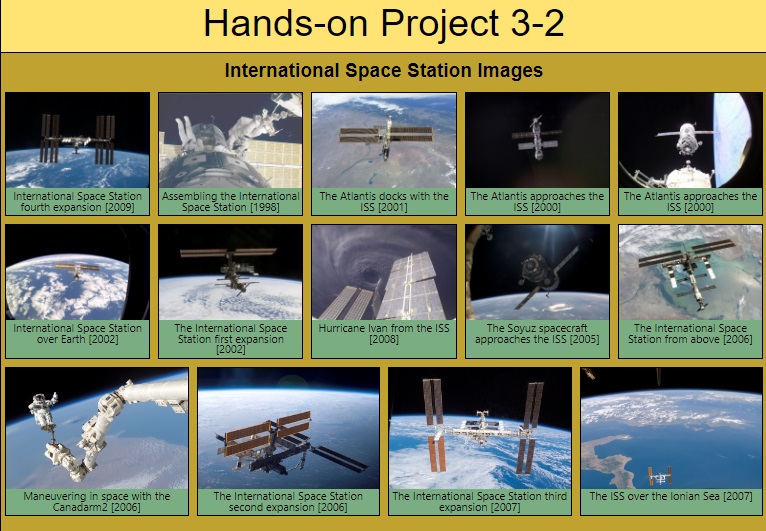 Hands-on Project 3-2
International Space Station Images
International Space Station
fourth expansion [2009]
Assembling the International
Space Station [1998]
The Atlantis docks with the
ISS [2001]
The Atlantis approaches the
ISS [2000]
The Atlantis approaches the
ISS [2000]
International Space Station
over Earth [2002]
The International Space
Station first expansion
[2002]
Hurricane Ivan from the ISS
[2008]
The Soyuz spacecraft
approaches the ISS [2005]
The International Space
Station from above [2006]
Maneuvering in space with the
Canadarm2 [2006]
The International Space Station
second expansion [2006]
The International Space Station third
expansion [2007]
The ISS over the Ionian Sea [2007]